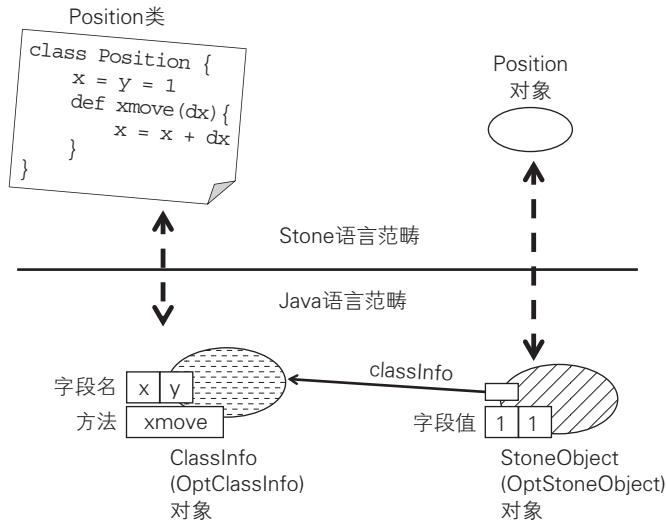 Position类
class Position {
    x = y = 1
    def xmove(dx){
        x = x + dx
    }
}
Position
对象
Stone语言范畴
Java语言范畴
classInfo
字段名 x y
方法 xmove
字段值 1 1
ClassInfo
(OptClassInfo)
对象
StoneObject
(OptStoneObject)
对象